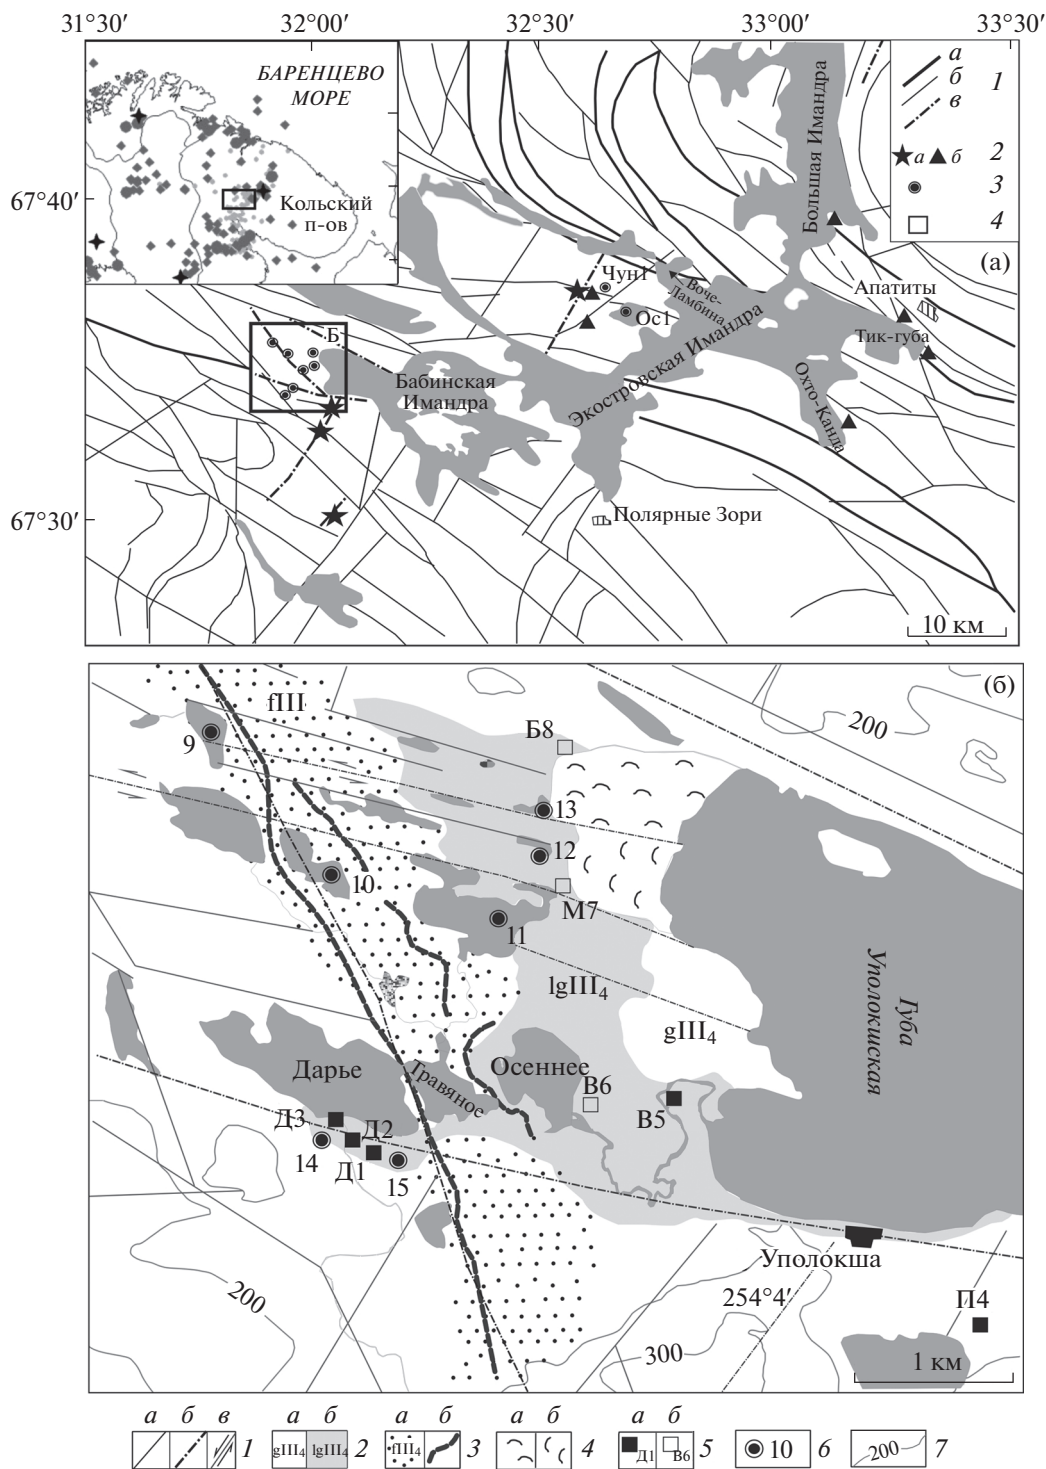 31°30′ 32°00′ 32°30′ 33°00′ 33°50′
67°40′
67°30′
БАРЕНЦЕВО
МОРЕ
Кольский
п-ов
а
б
в
1
а б 2
3
4
(а)
Большая Имандра
Чун1
Воче-
Ламбина
Ос1
Апатиты
Тик-губа
Экостровская Имандра
Охто-Канда
Б
Бабинская
Имандра
Полярные Зори
10 км
(б)
fIII
200
Б8
9
13
12
10
М7
11
lgIII₄
gIII₄
Губа
Уполокшская
Дарье
Травяное
Осеннее
В6
В5
Д3
Д2
14
Д1
15
Уполокша
200
254°4′
П4
300
1 км
а б в а б а б а б а б
1 gIII₄ lgIII₄ 2 fIII₄ 3 4 Д1 В6 5 10 6 200 7